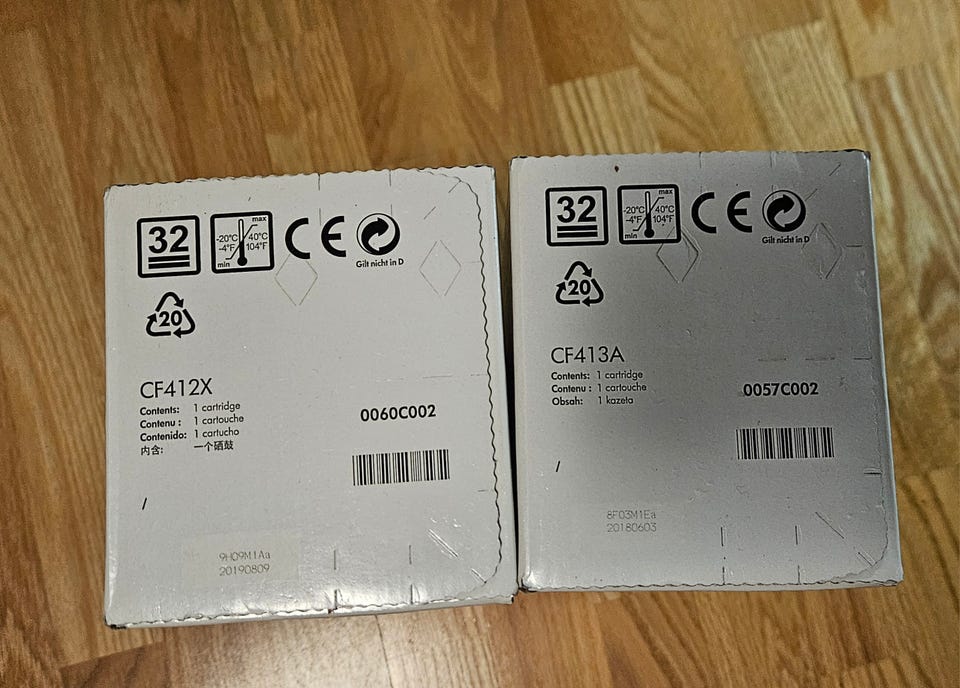 32
max
-20°C
40°C
-4°F
104°F
min
CE
Gilt nicht in D
20
CF412X
Contents: 1 cartridge
Contenu : 1 cartouche
Contenido: 1 cartucho
内含: 一个硒鼓
0060C002
/
9H09M1Aa
20190809
32
max
-20°C
40°C
-4°F
104°F
min
CE
Gilt nicht in D
20
CF413A
Contents: 1 cartridge
Contenu : 1 cartouche
Obsah: 1 kazeta
0057C002
/
8F03M1Ea
20180603